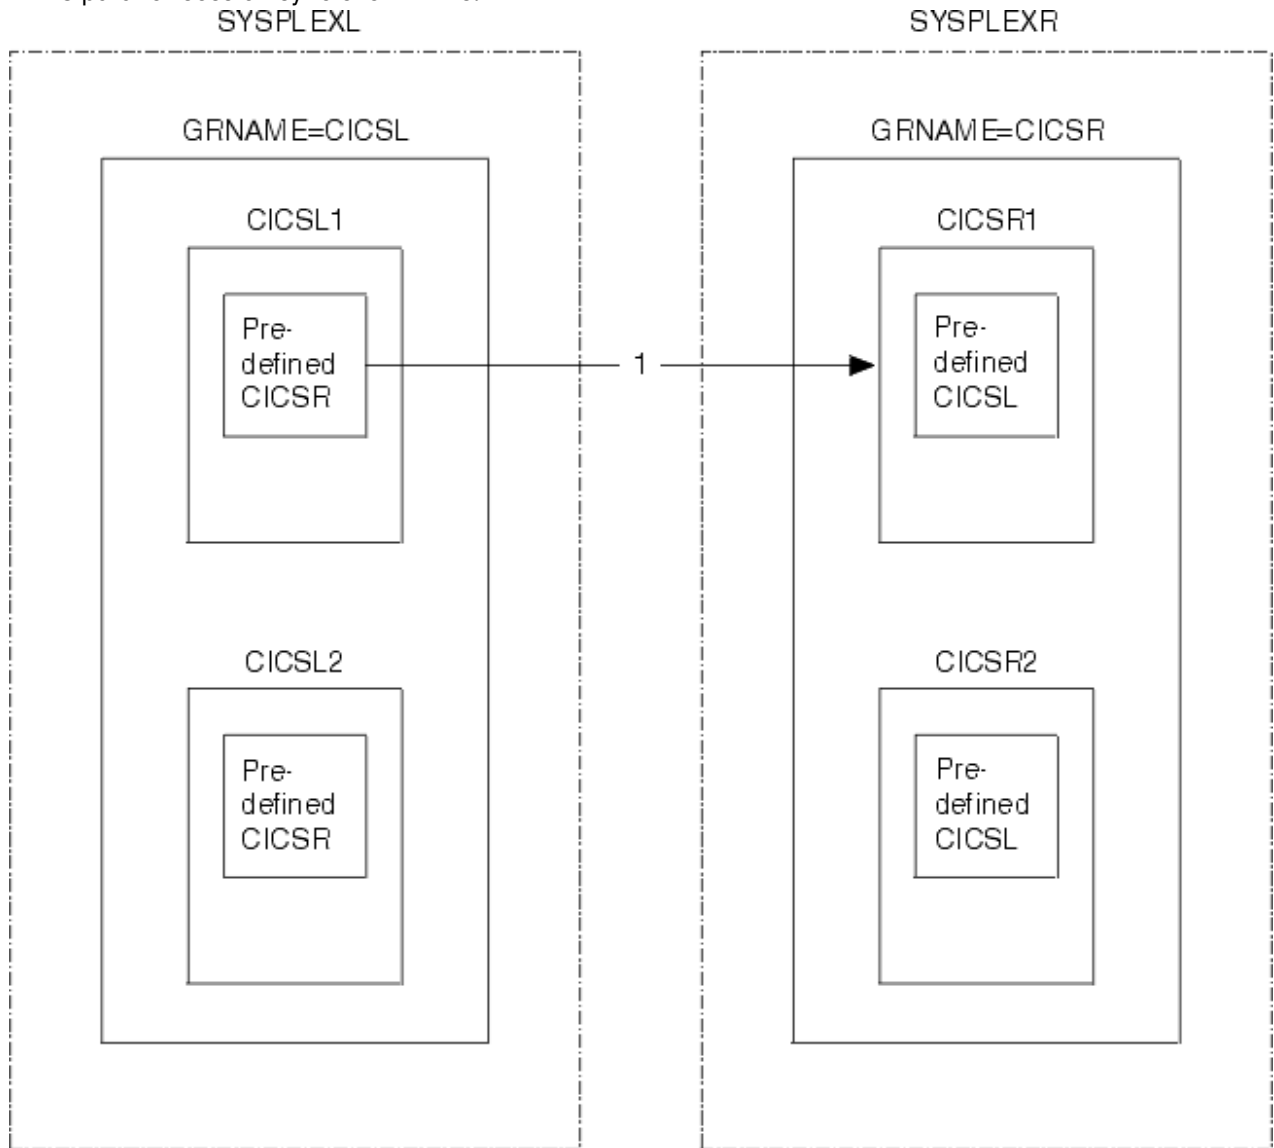 SYSPLEXL
SYSPLEXR
GRNAME=CICSL
GRNAME=CICSR
CICSL1
CICSR1
Pre-
defined
CICSR
1
Pre-
defined
CICSL
CICSL2
CICSR2
Pre-
defined
CICSR
Pre-
defined
CICSL